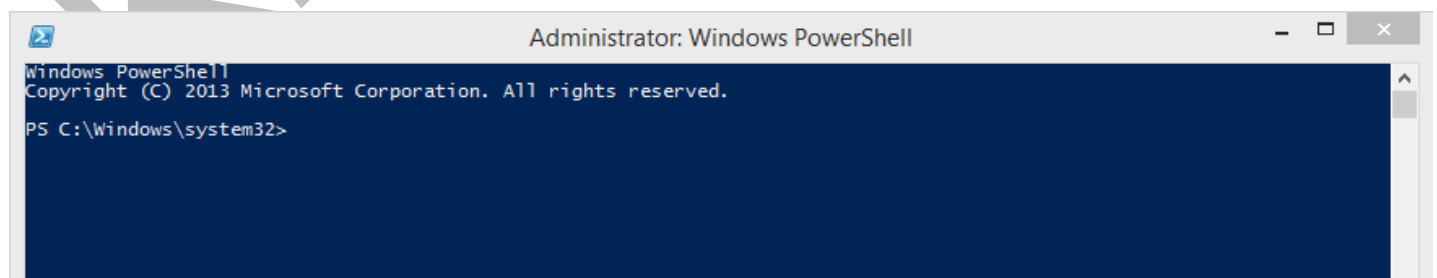 Administrator: Windows PowerShell
Windows PowerShell
Copyright (C) 2013 Microsoft Corporation. All rights reserved.
PS C:\Windows\system32>